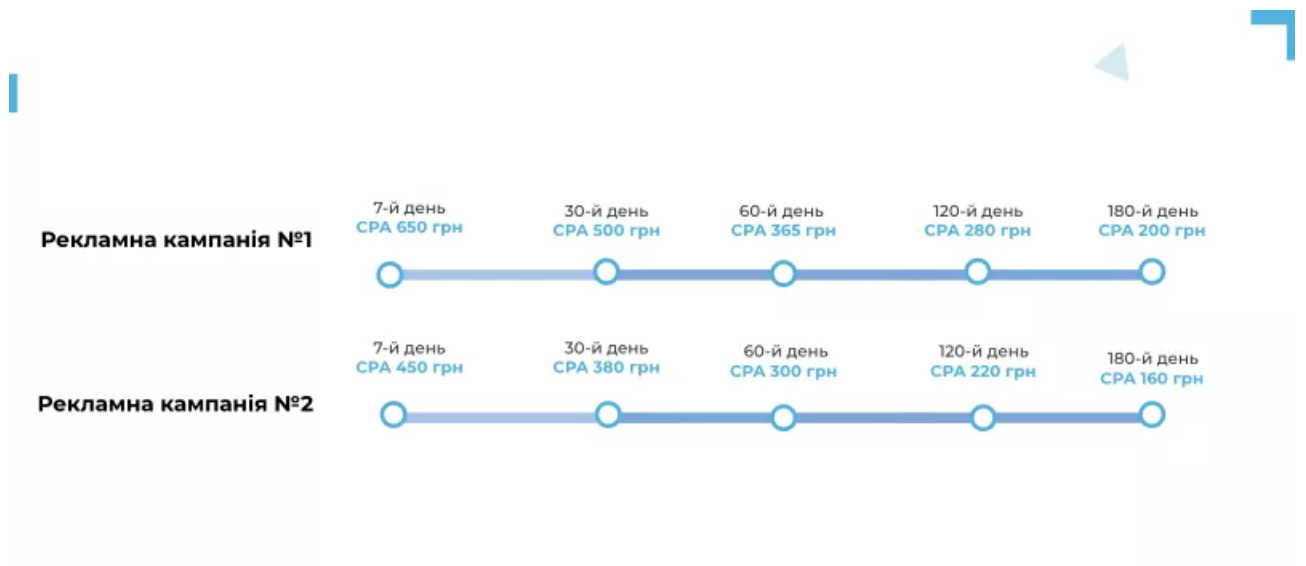 7-й день
CPA 650 грн
30-й день
CPA 500 грн
60-й день
CPA 365 грн
120-й день
CPA 280 грн
180-й день
CPA 200 грн
Рекламна кампанія №1
7-й день
CPA 450 грн
30-й день
CPA 380 грн
60-й день
CPA 300 грн
120-й день
CPA 220 грн
180-й день
CPA 160 грн
Рекламна кампанія №2